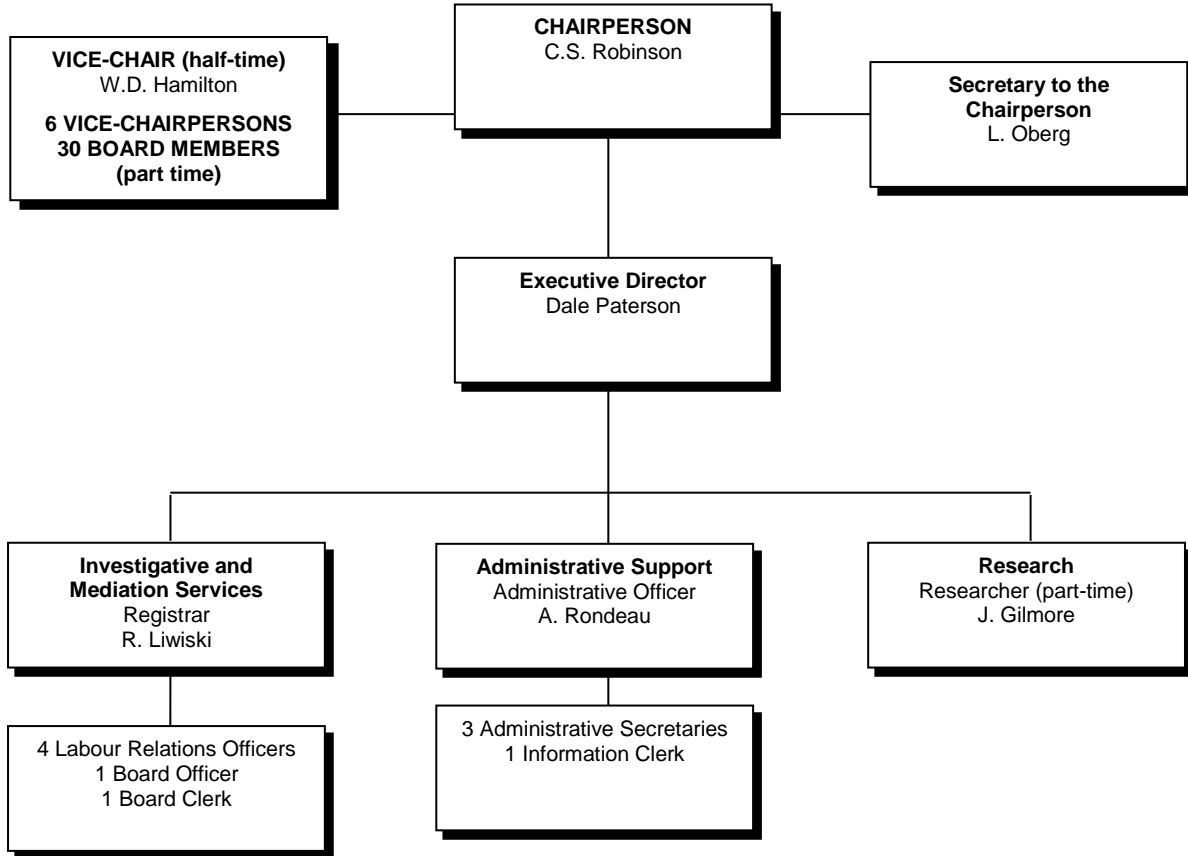 CHAIRPERSON
C.S. Robinson
VICE-CHAIR (half-time)
W.D. Hamilton
6 VICE-CHAIRPERSONS
30 BOARD MEMBERS
(part time)
Secretary to the
Chairperson
L. Oberg
Executive Director
Dale Paterson
Investigative and
Mediation Services
Registrar
R. Liwiski
Administrative Support
Administrative Officer
A. Rondeau
Research
Researcher (part-time)
J. Gilmore
4 Labour Relations Officers
1 Board Officer
1 Board Clerk
3 Administrative Secretaries
1 Information Clerk